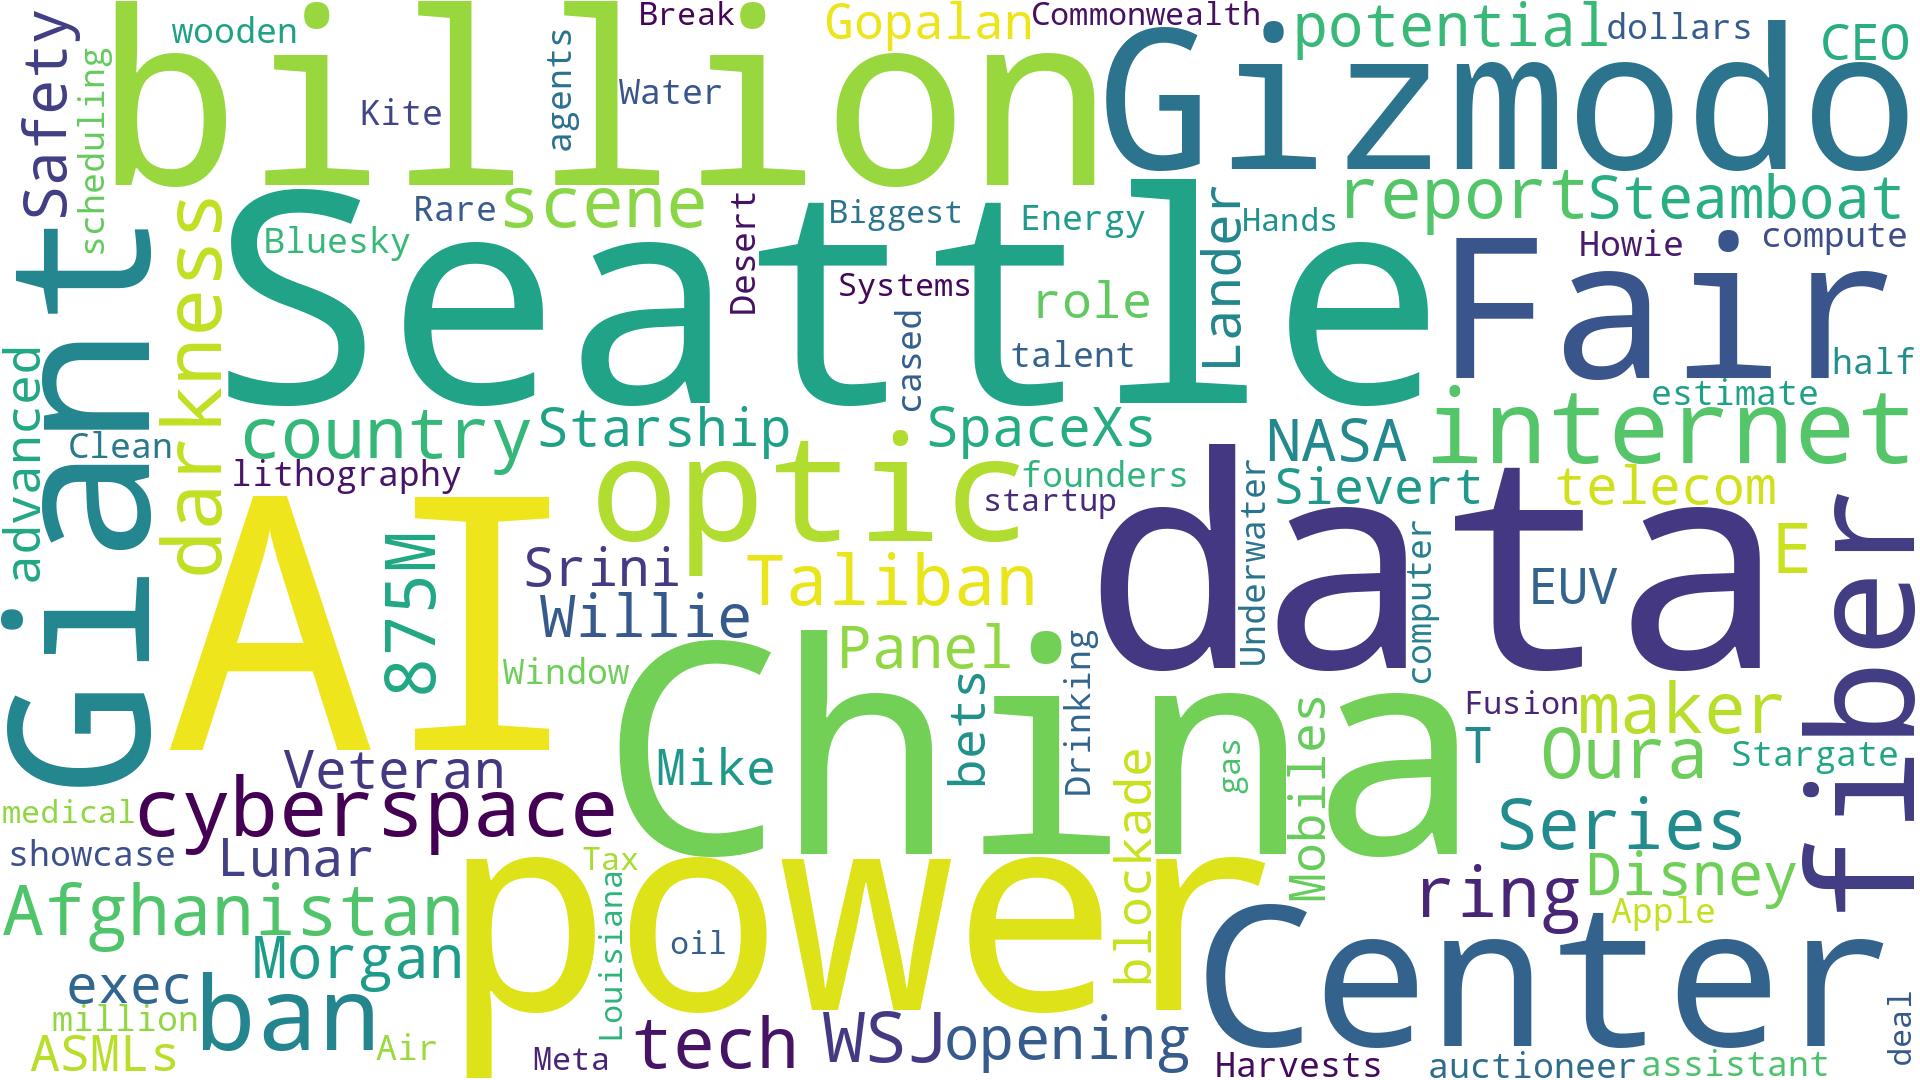 wooden
Break
Gopalan
Commonwealth
potential
dollars
CEO
Safety
scheduling
billion
Kite
agents
Water
Gizmodo
Giant
darkness
Rare
scene
Bluesky
Seattle
Desert
Biggest
Energy
Systems
cased
role
talent
Lander
Hands
report
Steamboat
Howie
compute
Fair
half
estimate
advanced
Clean
country
lithography
Starship
optic
SpaceXs
founders
startup
NASA
Sievert
internet
telecom
Underwater
computer
data
EUV
E
fiber
AI
875M
Srini
Willie
Window
Taliban
Panel
China
Mike
bets
Drinking
blockade
gas
Mobiles
Fusion
maker
T
Oura
Stargate
Veteran
cyberspace
medical
showcase
Lunar
Tax
Series
ring
Disney
Apple
Afghanistan
Morgan
Louisiana
oil
power
Center
exec
million
ban
ASMLs
Air
Meta
tech
WSJ
opening
Harvests
auctioneer
assistant
deal